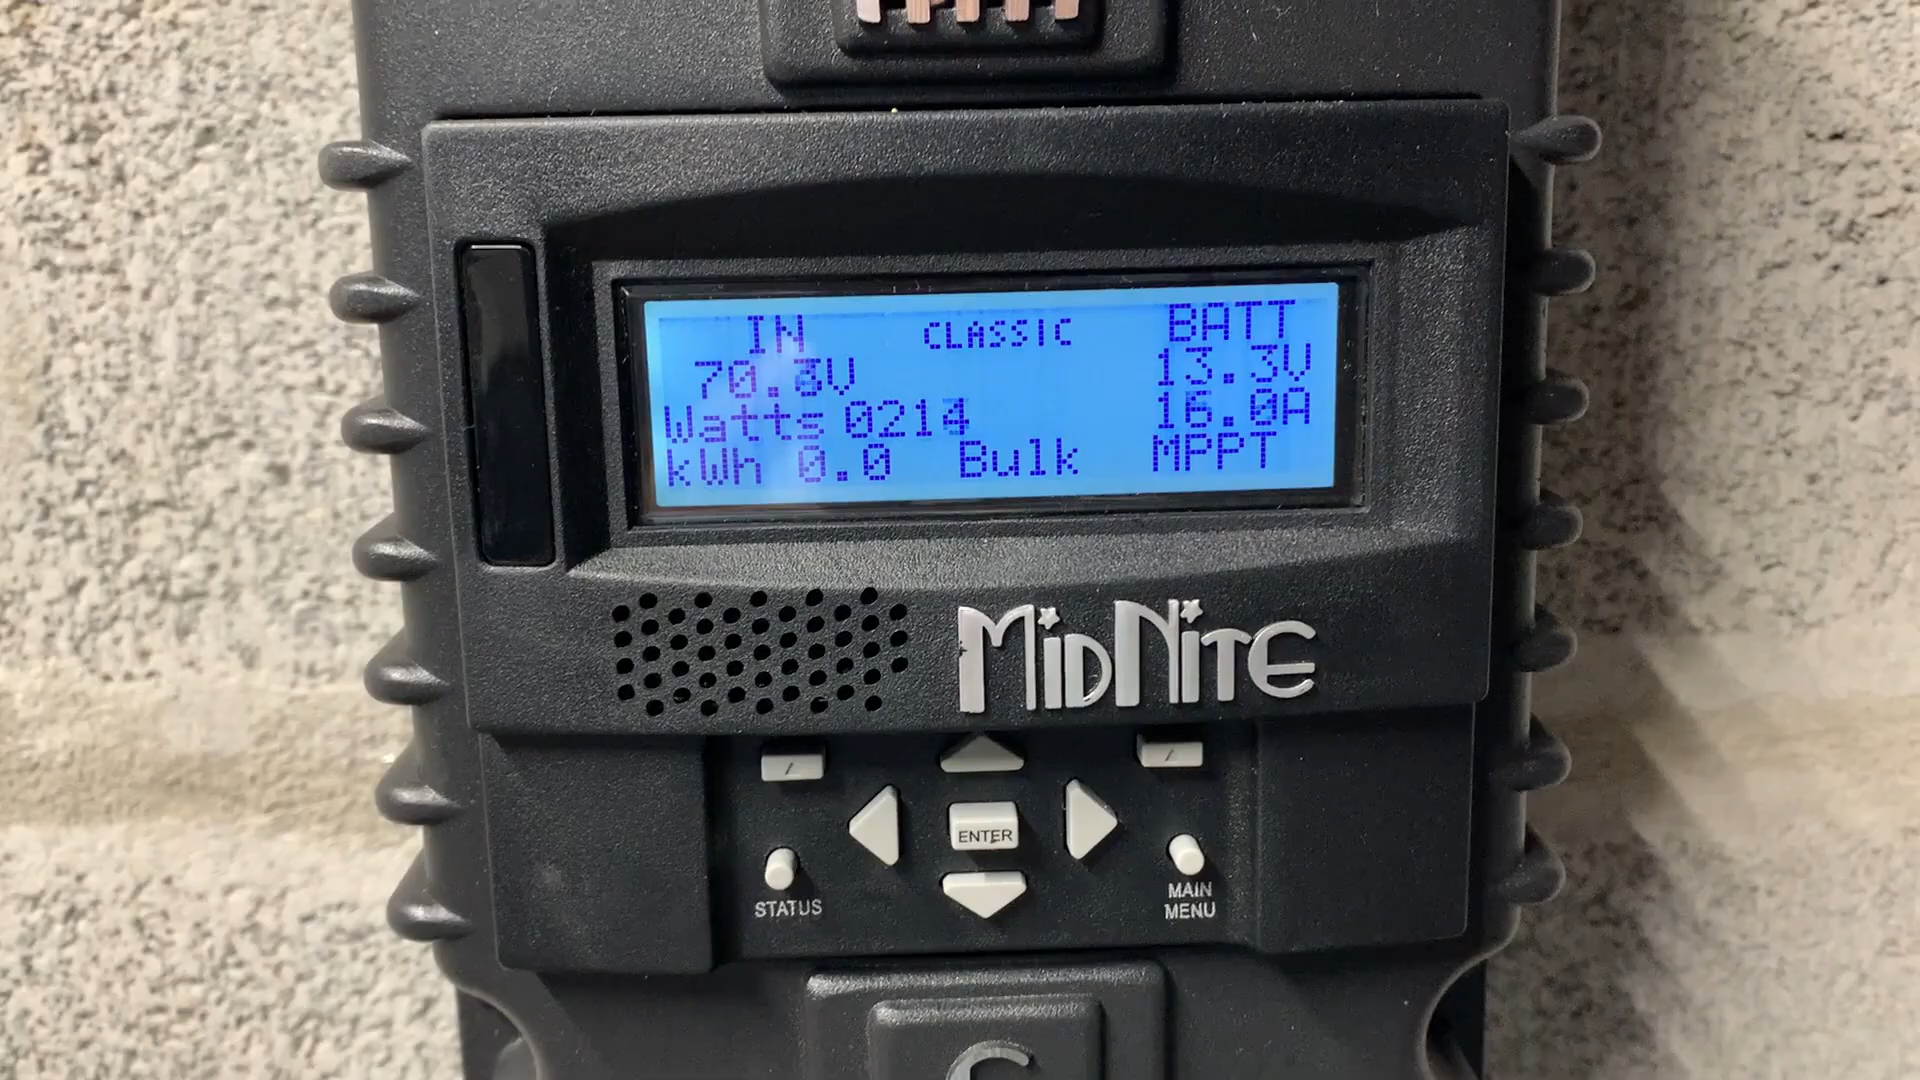 IN CLASSIC BATT
70.3V 13.3V
Watts 0214 16.0A
kWh 0.0 Bulk MPPT
MIDNITE
ENTER
STATUS
MAIN
MENU